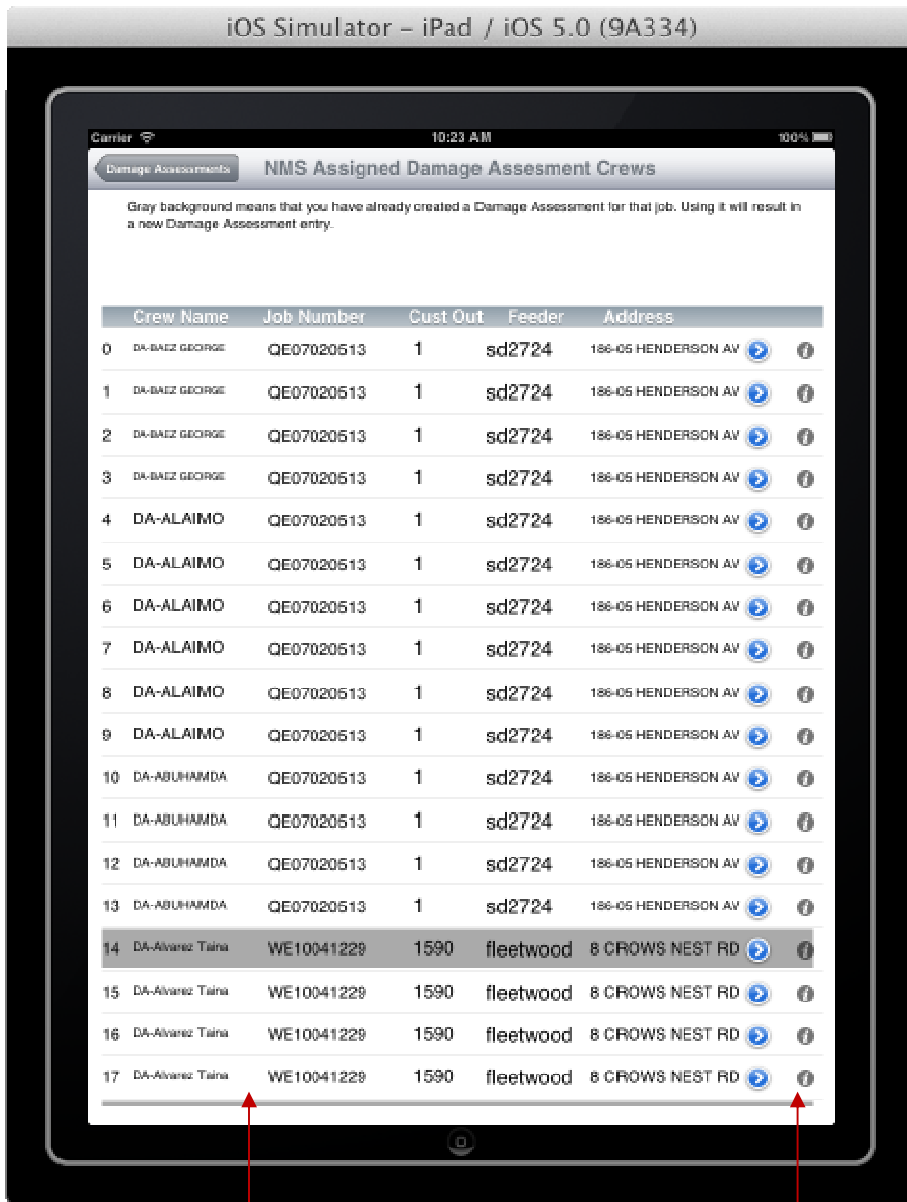 iOS Simulator – iPad / iOS 5.0 (9A334)
Carrier 10:23 AM 100%
Damage Assessments NMS Assigned Damage Assesment Crews
Gray background means that you have already created a Damage Assessment for that job. Using it will result in
a new Damage Assessment entry.
Crew Name Job Number Cust Out Feeder Address
0 DA-BAEZ GEORGE QE07020513 1 sd2724 186-05 HENDERSON AV
1 DA-BAEZ GEORGE QE07020513 1 sd2724 186-05 HENDERSON AV
2 DA-BAEZ GEORGE QE07020513 1 sd2724 186-05 HENDERSON AV
3 DA-BAEZ GEORGE QE07020513 1 sd2724 186-05 HENDERSON AV
4 DA-ALAIMO QE07020513 1 sd2724 186-05 HENDERSON AV
5 DA-ALAIMO QE07020513 1 sd2724 186-05 HENDERSON AV
6 DA-ALAIMO QE07020513 1 sd2724 186-05 HENDERSON AV
7 DA-ALAIMO QE07020513 1 sd2724 186-05 HENDERSON AV
8 DA-ALAIMO QE07020513 1 sd2724 186-05 HENDERSON AV
9 DA-ALAIMO QE07020513 1 sd2724 186-05 HENDERSON AV
10 DA-ABUHAMDA QE07020513 1 sd2724 186-05 HENDERSON AV
11 DA-ABUHAMDA QE07020513 1 sd2724 186-05 HENDERSON AV
12 DA-ABUHAMDA QE07020513 1 sd2724 186-05 HENDERSON AV
13 DA-ABUHAMDA QE07020513 1 sd2724 186-05 HENDERSON AV
14 DA-Alvarez Taina WE10041229 1590 fleetwood 8 CROWS NEST RD
15 DA-Alvarez Taina WE10041229 1590 fleetwood 8 CROWS NEST RD
16 DA-Alvarez Taina WE10041229 1590 fleetwood 8 CROWS NEST RD
17 DA-Alvarez Taina WE10041229 1590 fleetwood 8 CROWS NEST RD